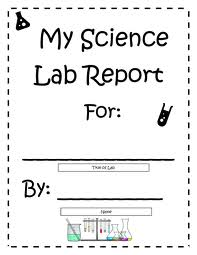 My Science
Lab Report
For:
Title of Lab
By:
Name